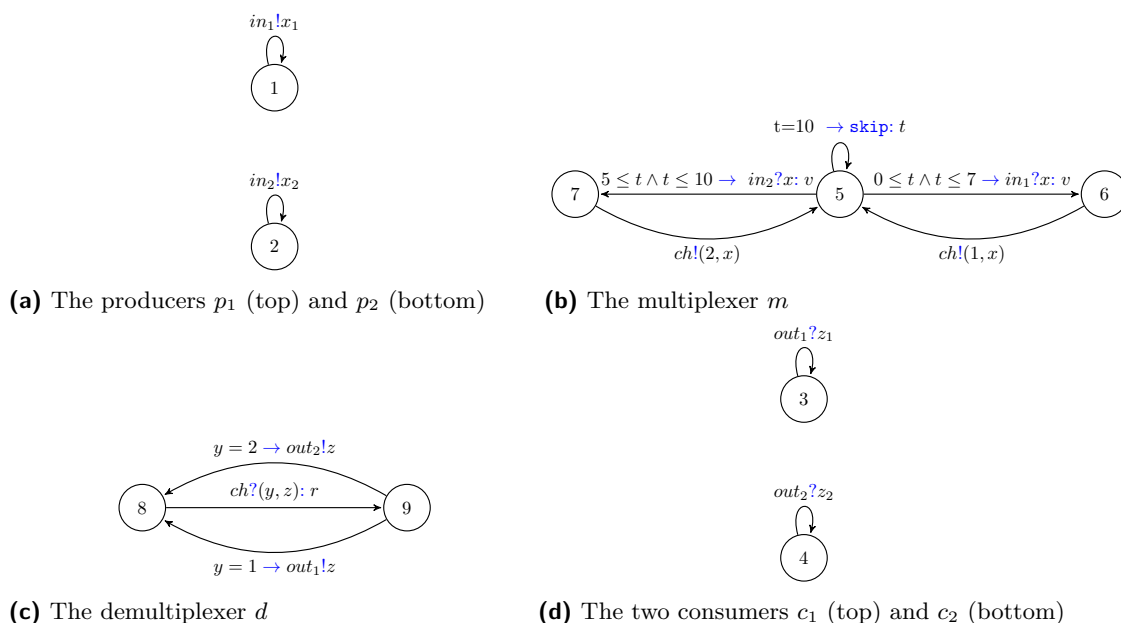 in₁!x₁
1
in₂!x₂
2
(a) The producers p₁ (top) and p₂ (bottom)
t=10 → skip: t
7
5 ≤ t ∧ t ≤ 10 → in₂?x: v
5
0 ≤ t ∧ t ≤ 7 → in₁?x: v
6
ch!(2, x)
ch!(1, x)
(b) The multiplexer m
y = 2 → out₂!z
8
ch?(y, z): r
9
y = 1 → out₁!z
(c) The demultiplexer d
out₁?z₁
3
out₂?z₂
4
(d) The two consumers c₁ (top) and c₂ (bottom)